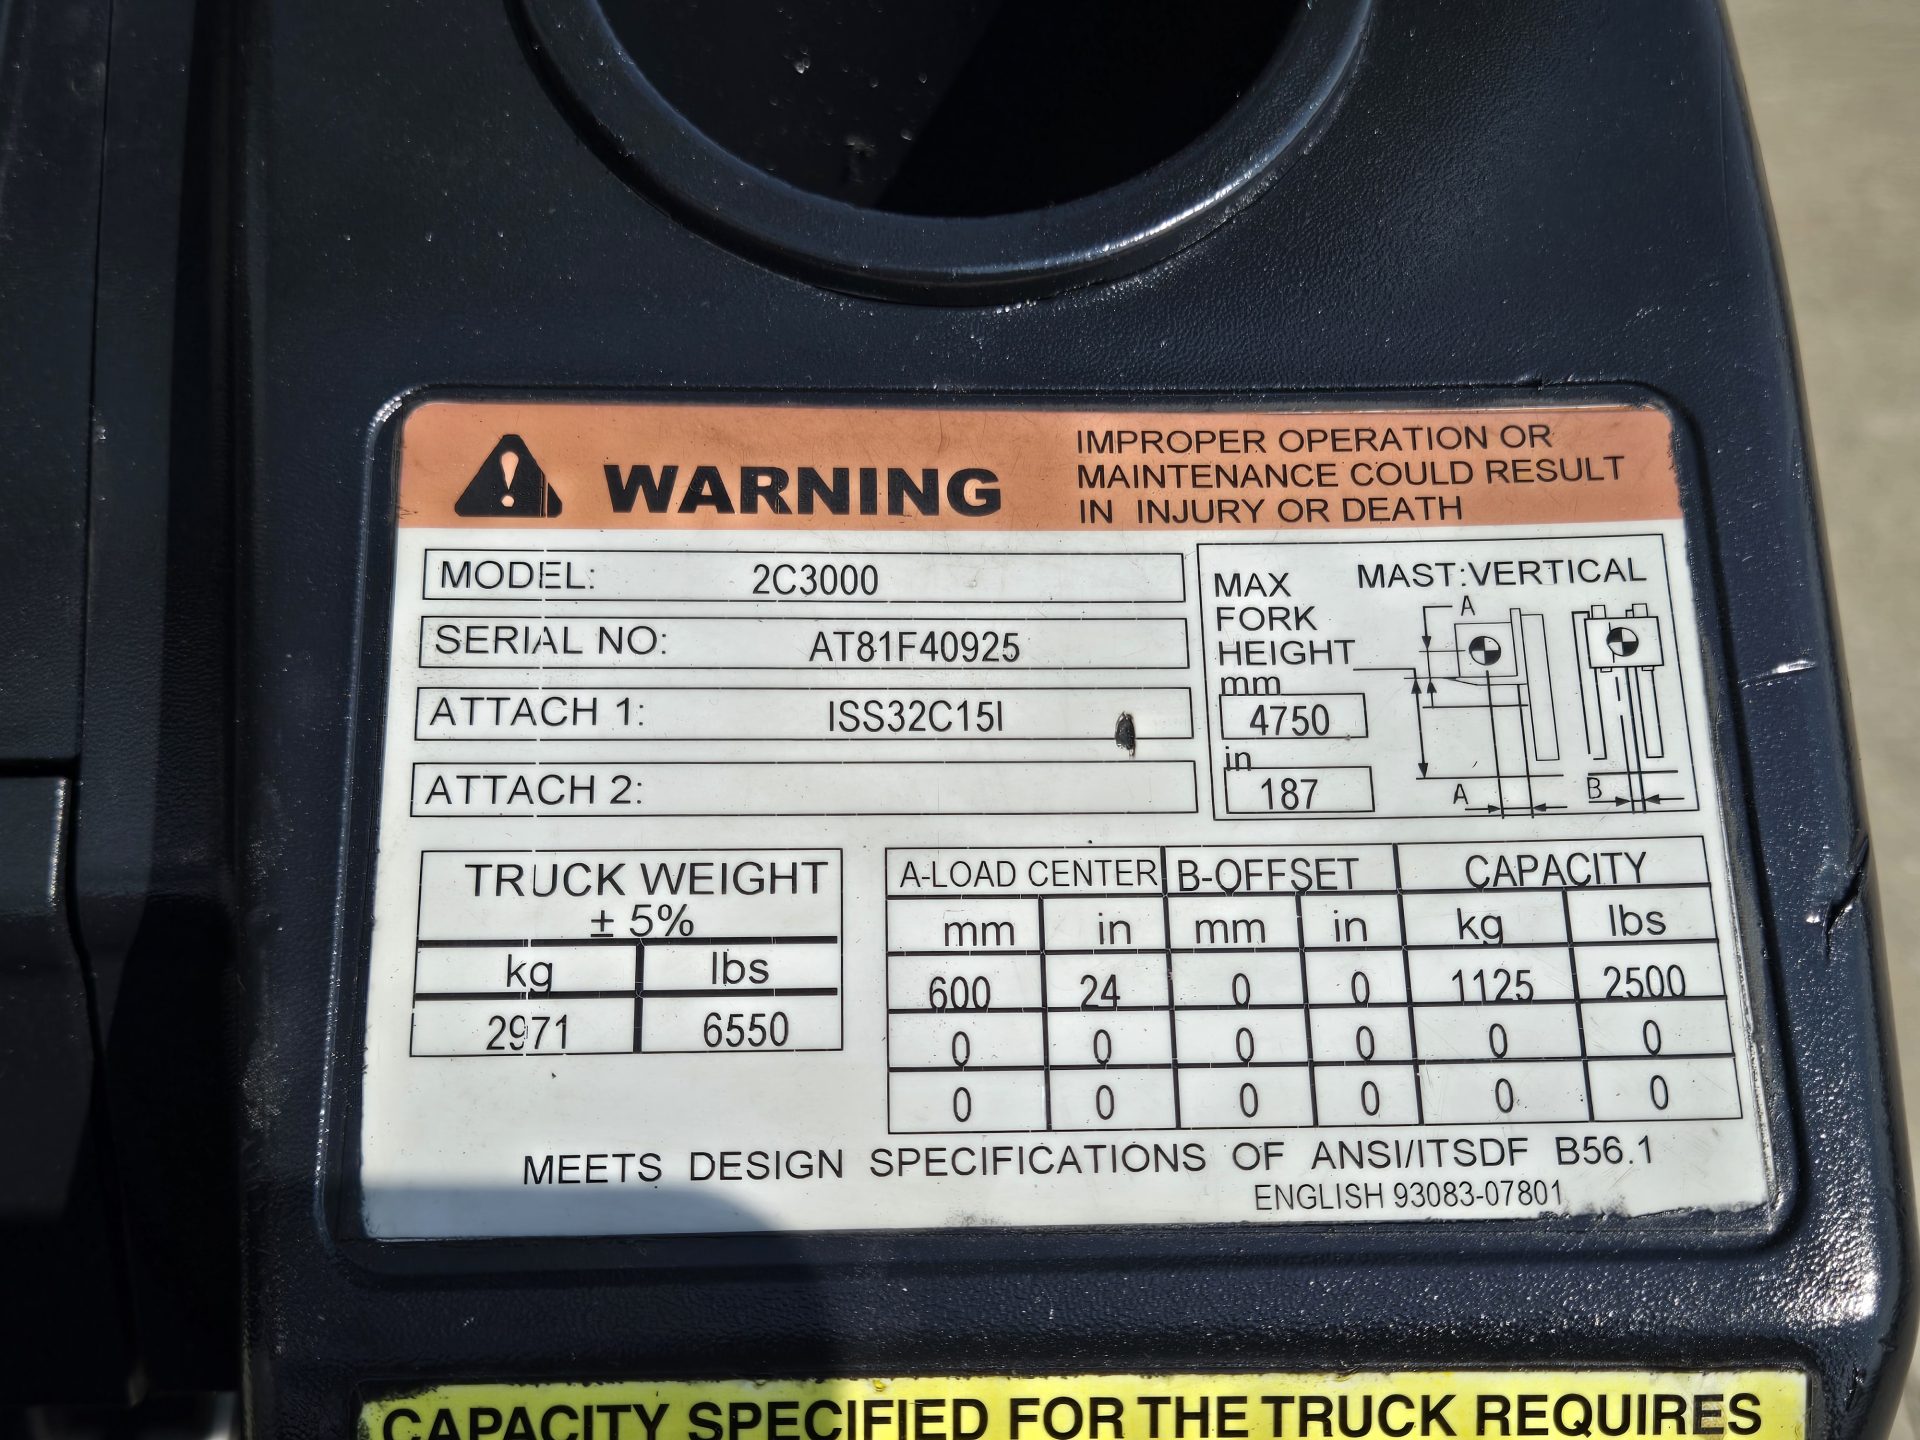 WARNING
IMPROPER OPERATION OR
MAINTENANCE COULD RESULT
IN INJURY OR DEATH
MODEL: 2C3000
SERIAL NO: AT81F40925
ATTACH 1: ISS32C15I
ATTACH 2:
MAX
FORK
HEIGHT
mm
4750
in
187
MAST:VERTICAL
A
A
B
TRUCK WEIGHT
± 5%
kg lbs
2971 6550
A-LOAD CENTER B-OFFSET CAPACITY
mm in mm in kg lbs
600 24 0 0 1125 2500
0 0 0 0 0 0
0 0 0 0 0 0
MEETS DESIGN SPECIFICATIONS OF ANSI/ITSDF B56.1
ENGLISH 93083-07801
CAPACITY SPECIFIED FOR THE TRUCK REQUIRES